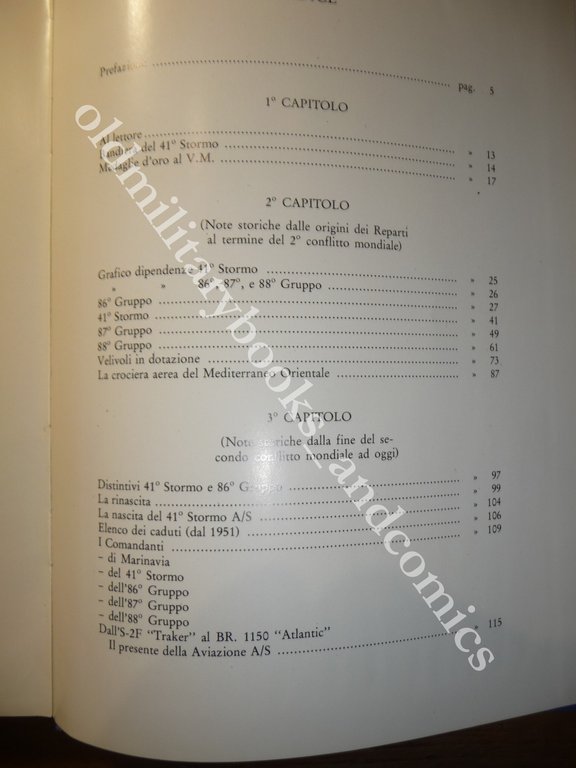 Prefazione ........ pag. 5
1° CAPITOLO
Al lettore ........ » 13
Bandiera del 41° Stormo ........ » 14
Medaglie d'oro al V.M. ........ » 17
2° CAPITOLO
(Note storiche dalle origini dei Reparti
al termine del 2° conflitto mondiale)
Grafico dipendenze 41° Stormo ........ » 25
» » 86°, 87°, e 88° Gruppo ........ » 26
86° Gruppo ........ » 27
41° Stormo ........ » 41
87° Gruppo ........ » 49
88° Gruppo ........ » 61
Velivoli in dotazione ........ » 73
La crociera aerea del Mediterraneo Orientale ........ » 87
3° CAPITOLO
(Note storiche dalla fine del se-
condo conflitto mondiale ad oggi)
Distintivi 41° Stormo e 86° Gruppo ........ » 97
La rinascita ........ » 99
La nascita del 41° Stormo A/S ........ » 104
Elenco dei caduti (dal 1951) ........ » 106
I Comandanti ........ » 109
- di Marinavia
- del 41° Stormo
- dell'86° Gruppo
- dell'87° Gruppo
- dell'88° Gruppo
Dall'S-2F "Traker" al BR. 1150 "Atlantic"
Il presente della Aviazione A/S ........ » 115
oldmilitarybooks_andcomics